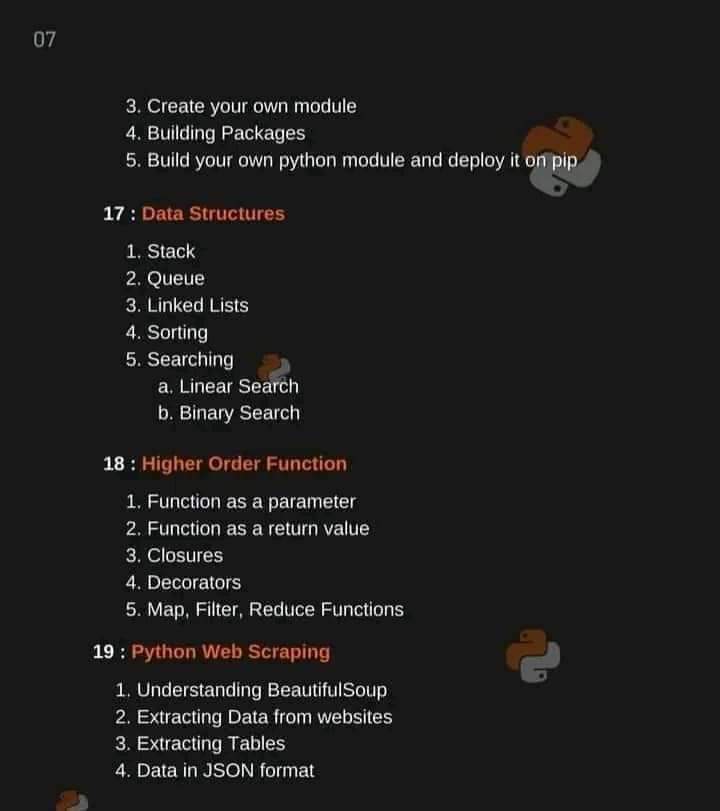 07
3. Create your own module
4. Building Packages
5. Build your own python module and deploy it on pip
17 : Data Structures
1. Stack
2. Queue
3. Linked Lists
4. Sorting
5. Searching
a. Linear Search
b. Binary Search
18 : Higher Order Function
1. Function as a parameter
2. Function as a return value
3. Closures
4. Decorators
5. Map, Filter, Reduce Functions
19 : Python Web Scraping
1. Understanding BeautifulSoup
2. Extracting Data from websites
3. Extracting Tables
4. Data in JSON format